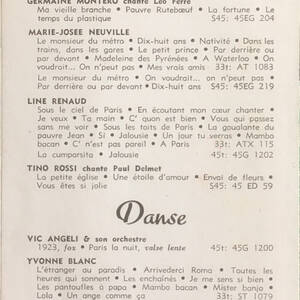 GERMAINE MONTERO chante Léo Ferré
Ma vieille branche • Pauvre Rutebœuf • La fortune • Le
temps du plastique S45: 45EG 204
MARIE-JOSEE NEUVILLE
Le monsieur du métro • Dix-huit ans • Nativité • Dans les
trains, dans les gares • Le petit prince • Par derrière ou
par devant • Madeleine des Pyrénées • A Waterloo • On
voudrait... On n'peut pas • Mes vrais amis 33t: AT 1083
Le monsieur du métro • On voudrait... on n'peut pas •
Par derrière ou par devant • Dix-huit ans S45: 45EG 219
LINE RENAUD
Sous le ciel de Paris • En écoutant mon cœur chanter •
Je veux • Ta main • C' quon est bien • Vous qui passez
sans me voir • Sous les toits de Paris • La goualante du
pauvre Jean • Si • Jalousie • Un jour tu verras • Mambo
bacan • C' n'est pas pareil • A Paris 33t: ATX 115
La cumparsita • Jalousie 45t: 45G 1202
TINO ROSSI chante Paul Delmet
La petite église • Une étoile d'amour • Envoi de fleurs •
Vous êtes si jolie S45: 45 ED 59
Danse
VIC ANGELI & son orchestre
1923, fox • Paris la nuit, valse lente 45t: 45G 1200
YVONNE BLANC
L'étranger au paradis • Arrivederci Roma • Toutes les
heures qui sonnent • Les enchaînés • Je me sens si bien •
Les pantoufles à papa • Mambo bacan • Mister banjo •
Lola • Un ange comme ça 33t: ST 1079